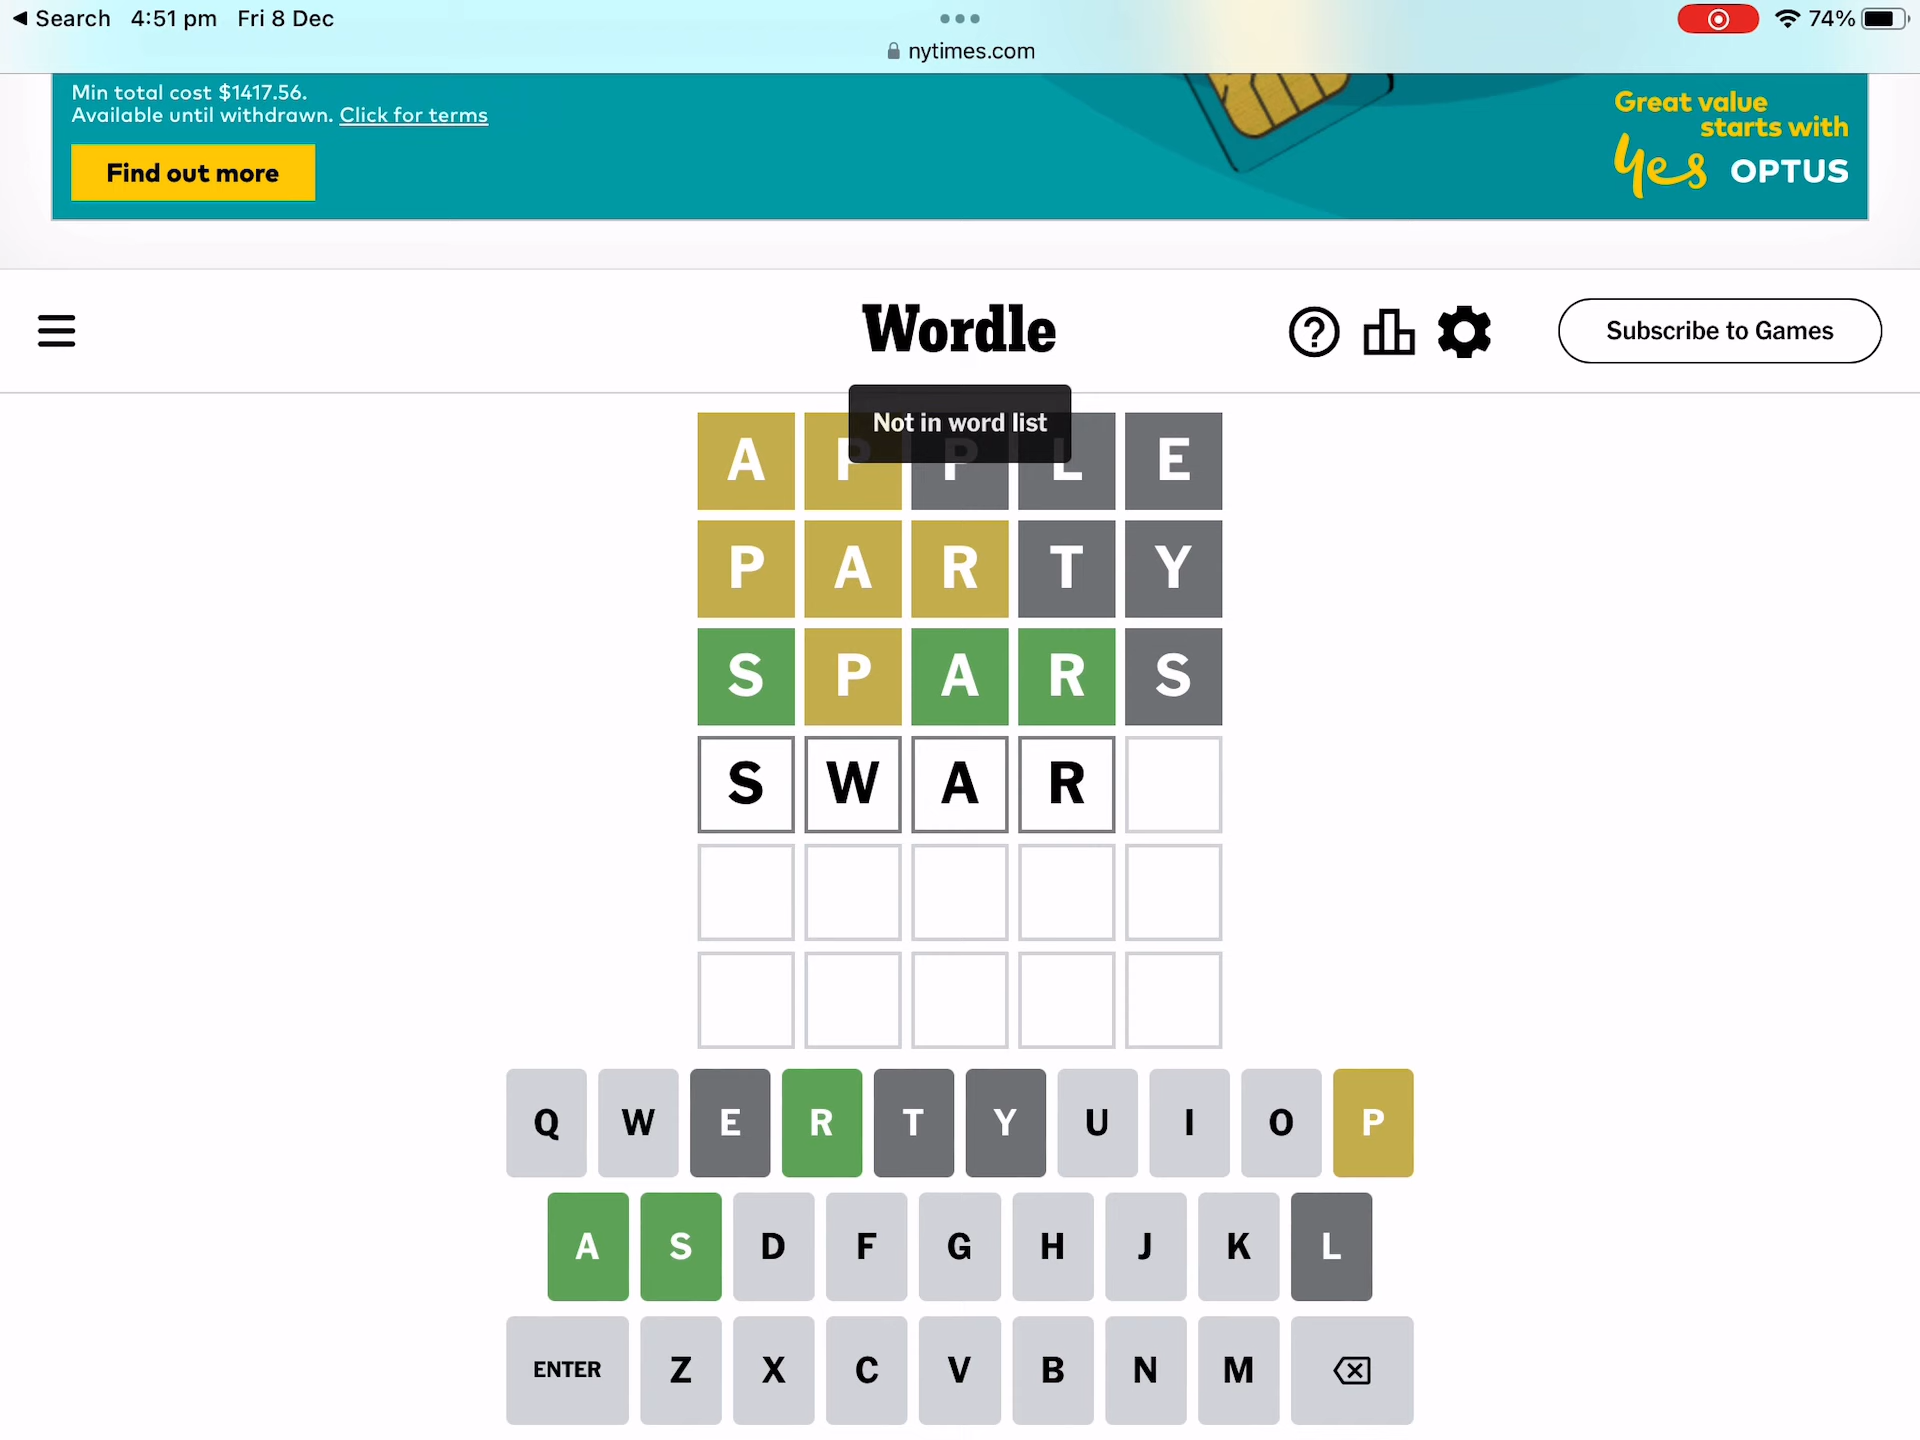 Search 4:51 pm Fri 8 Dec
74%
nytimes.com
Min total cost $1417.56.
Available until withdrawn. Click for terms
Find out more
Great value
starts with
yes OPTUS
Wordle
Subscribe to Games
Not in word list
A P P L E
P A R T Y
S P A R S
S W A R
Q W E R T Y U I O P
A S D F G H J K L
ENTER Z X C V B N M